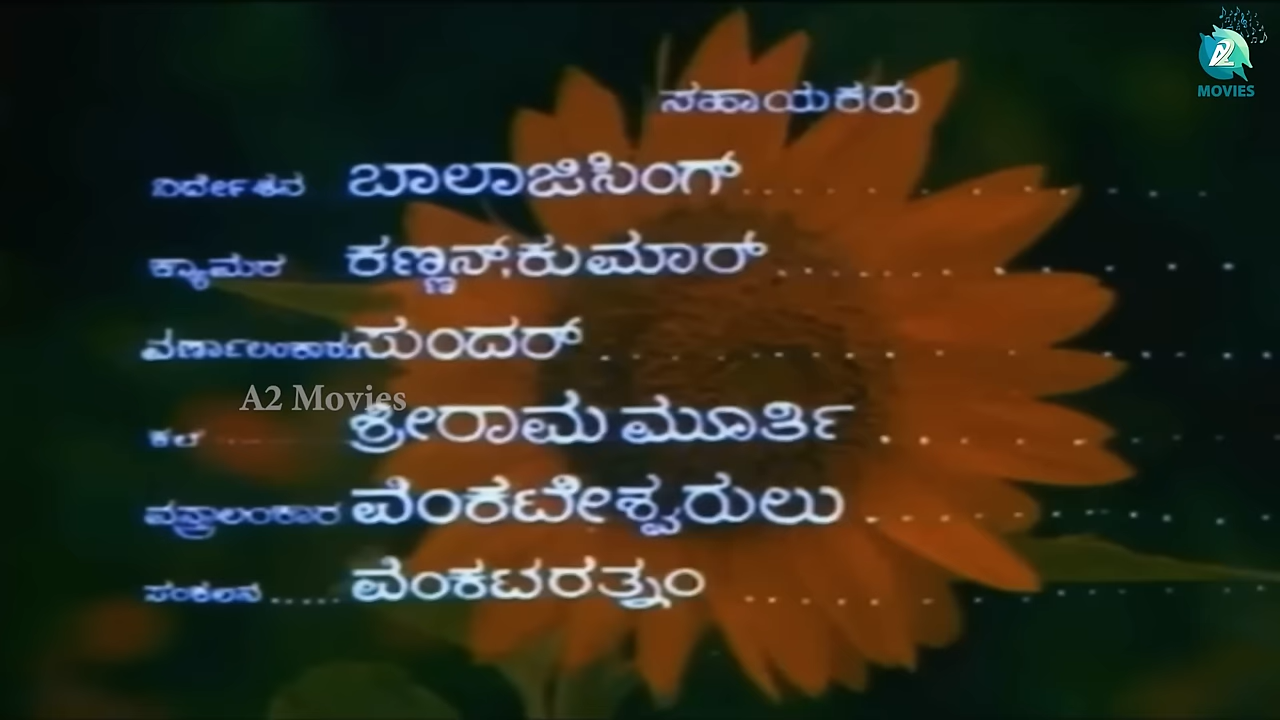 MOVIES
ಸಹಾಯಕರು
ನಿರ್ದೇಶನ ಬಾಲಾಜಿಸಿಂಗ್..........
ಕ್ಯಾಮರ ಕಣ್ಣನ್,ಕುಮಾರ್...........
ವರ್ಣಾಲಂಕಾರ ಸುಂದರ್...............
A2 Movies
ಕಲೆ ..... ಶ್ರೀರಾಮ ಮೂರ್ತಿ.........
ವಸ್ತ್ರಾಲಂಕಾರ ವೆಂಕಟೇಶ್ವರುಲು...........
ಸಂಕಲನ ..... ವೆಂಕಟರತ್ನಂ.............